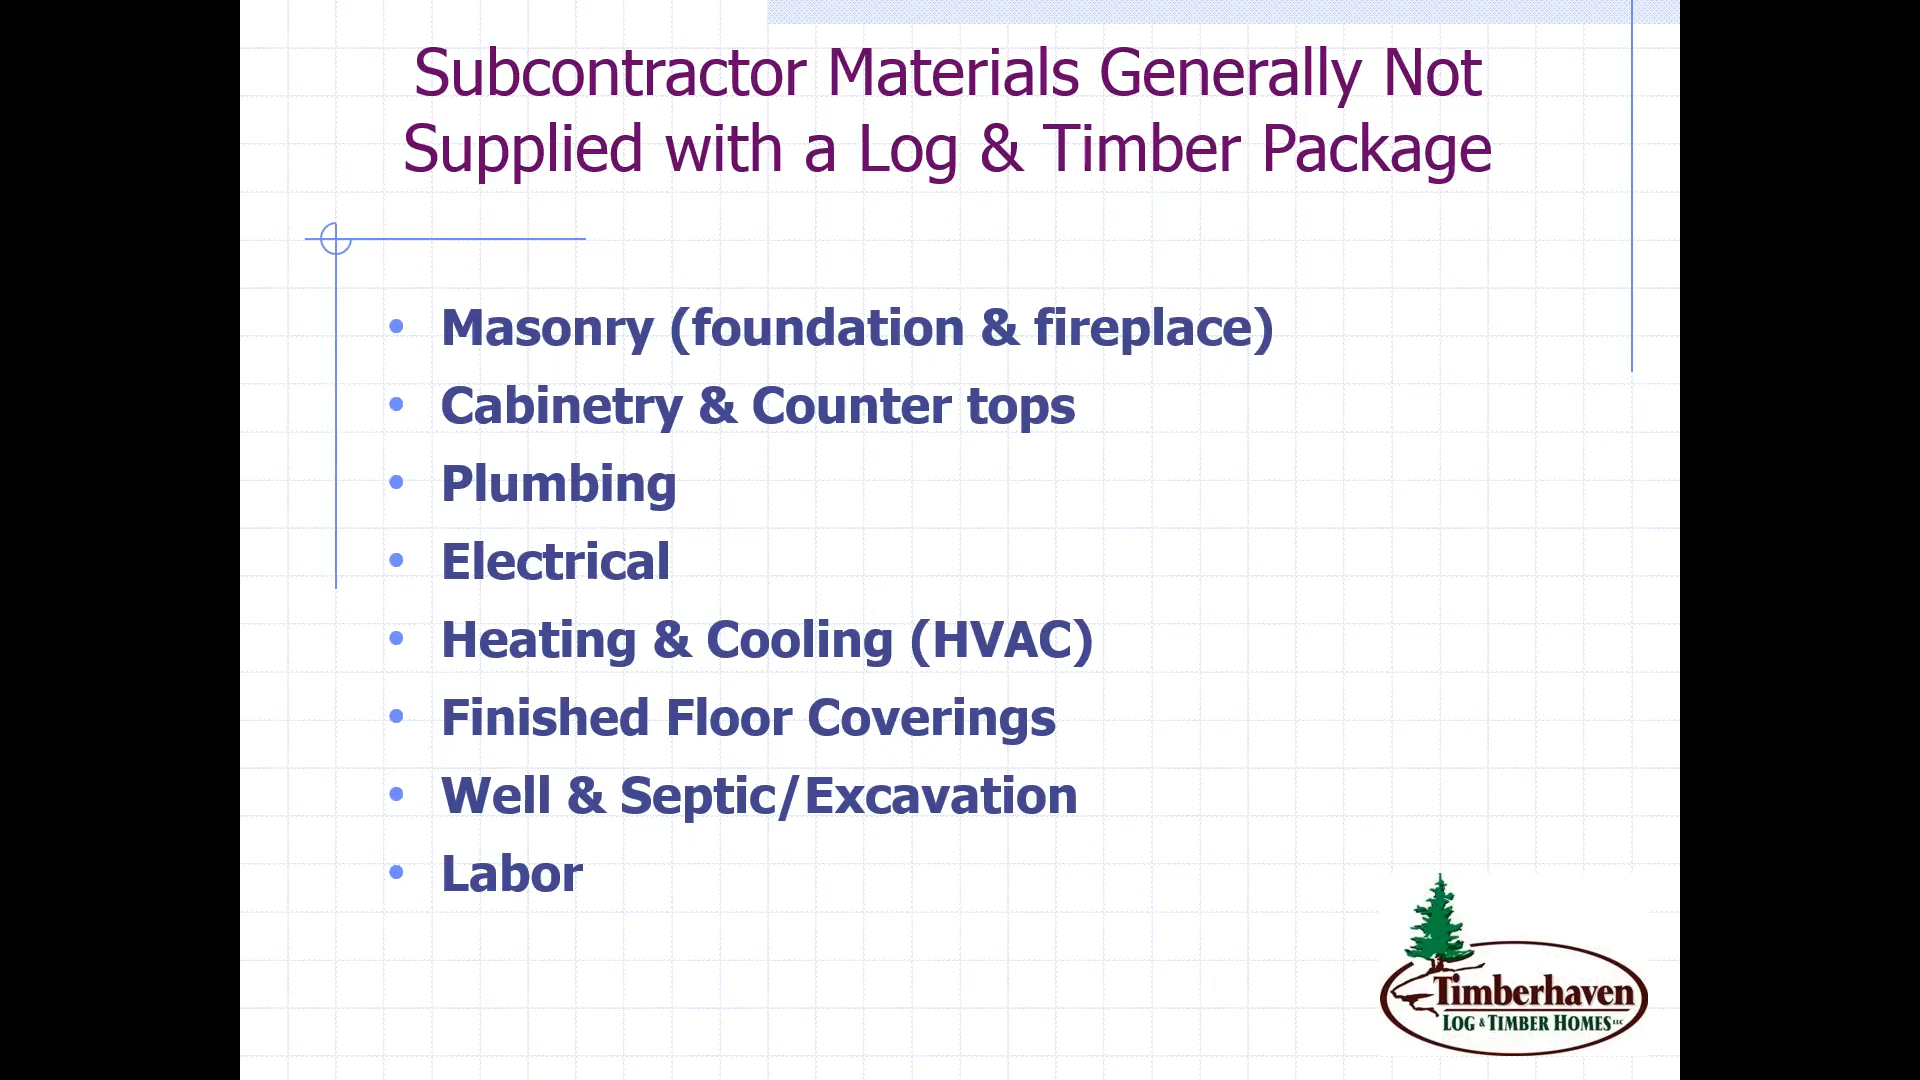 Subcontractor Materials Generally Not
Supplied with a Log & Timber Package
• Masonry (foundation & fireplace)
• Cabinetry & Counter tops
• Plumbing
• Electrical
• Heating & Cooling (HVAC)
• Finished Floor Coverings
• Well & Septic/Excavation
• Labor
Timberhaven
LOG & TIMBER HOMES LLC